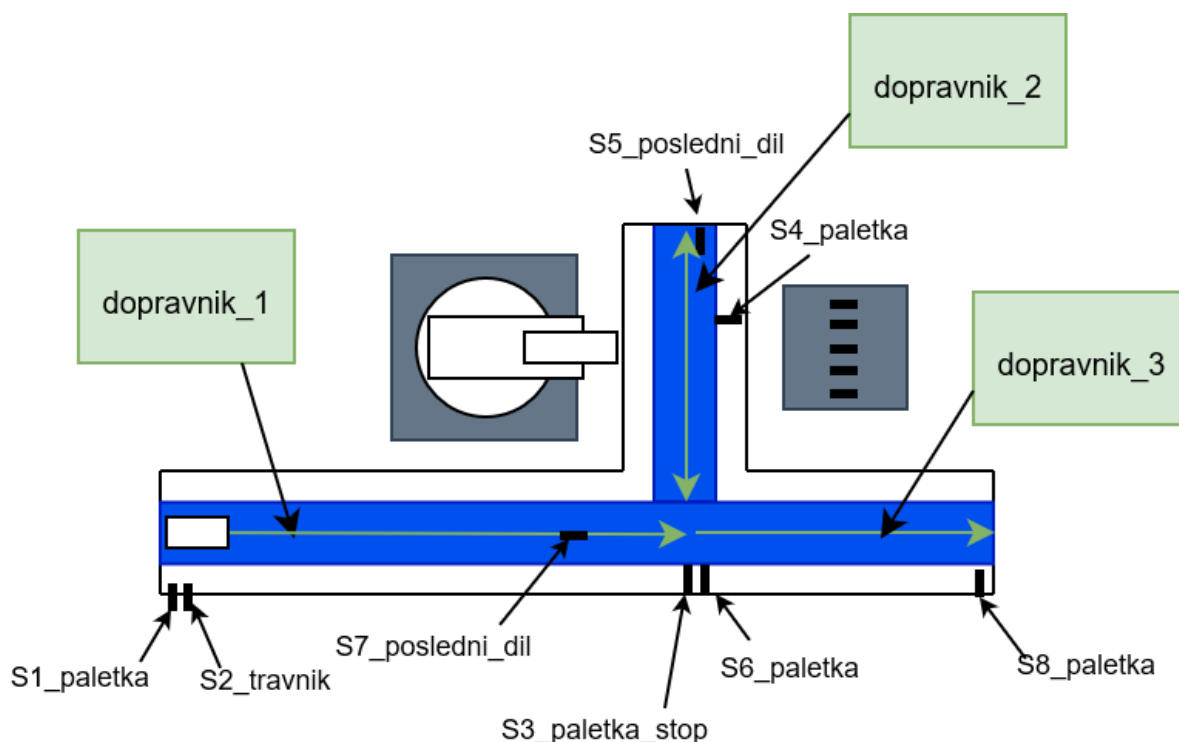 dopravnik_2
S5_posledni_dil
S4_paletka
dopravnik_1
dopravnik_3
S7_posledni_dil
S6_paletka
S8_paletka
S1_paletka
S2_travnik
S3_paletka_stop